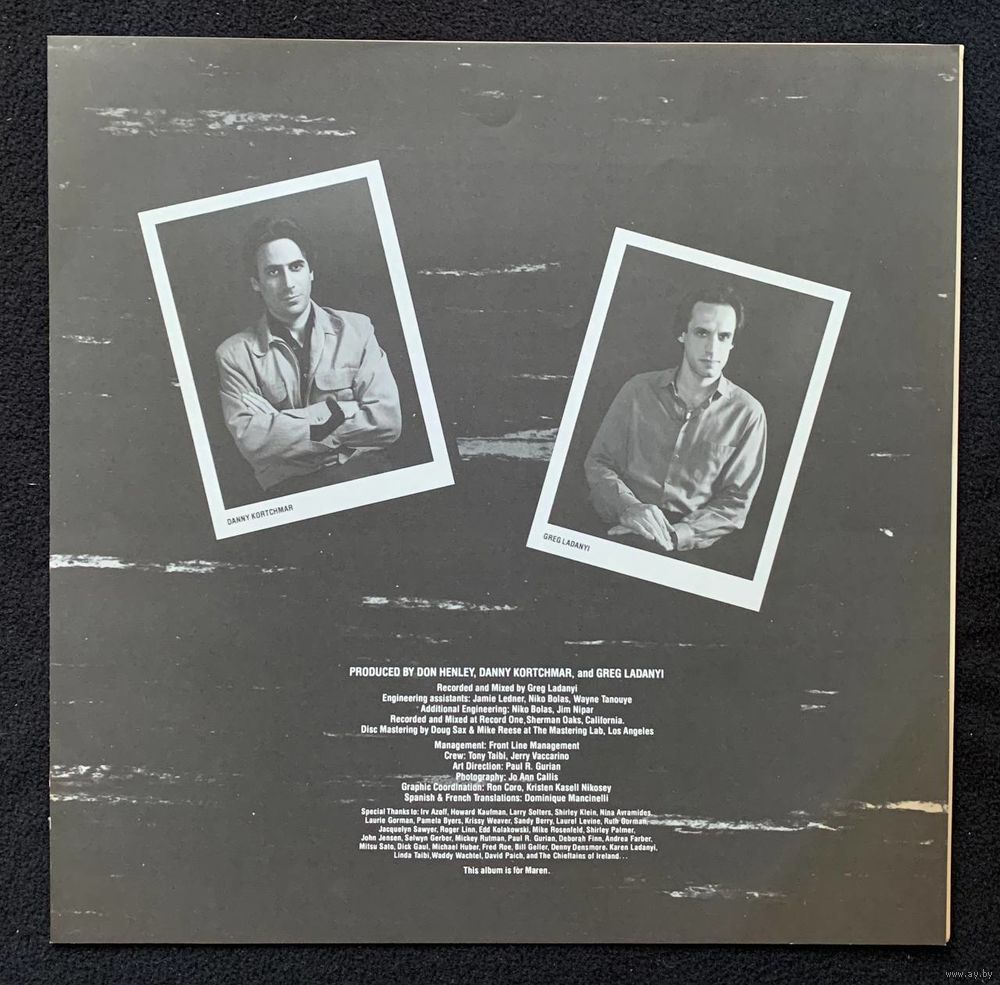 DANNY KORTCHMAR
GREG LADANYI
PRODUCED BY DON HENLEY, DANNY KORTCHMAR, and GREG LADANYI
Recorded and Mixed by Greg Ladanyi
Engineering assistants: Jamie Ledner, Niko Bolas, Wayne Tanouye
Additional Engineering: Niko Bolas, Jim Nipar
Recorded and Mixed at Record One, Sherman Oaks, California.
Disc Mastering by Doug Sax & Mike Reese at The Mastering Lab, Los Angeles
Management: Front Line Management
Crew: Tony Taibi, Jerry Vaccarino
Art Direction: Paul R. Gurian
Photography: Jo Ann Callis
Graphic Coordination: Ron Coro, Kristen Kasell Nikosey
Spanish & French Translations: Dominique Mancinelli
Special Thanks to: Irv Azoff, Howard Kaufman, Larry Solters, Shirley Klein, Nina Avramides,
Laurie Gorman, Pamela Byers, Krissy Weaver, Sandy Berry, Laurel Levine, Ruth Gorman,
Jacquelyn Sawyer, Roger Linn, Edd Kolakowski, Mike Rosenfeld, Shirley Palmer,
John Jensen, Selwyn Gerber, Mickey Rutman, Paul R. Gurian, Deborah Finn, Andrea Farber,
Mitsu Sato, Dick Gaul, Michael Huber, Fred Roe, Bill Geller, Denny Densmore, Karen Ladanyi,
Linda Taibi, Waddy Wachtel, David Paich, and The Chieftains of Ireland...
This album is for Maren.
www.ay.by